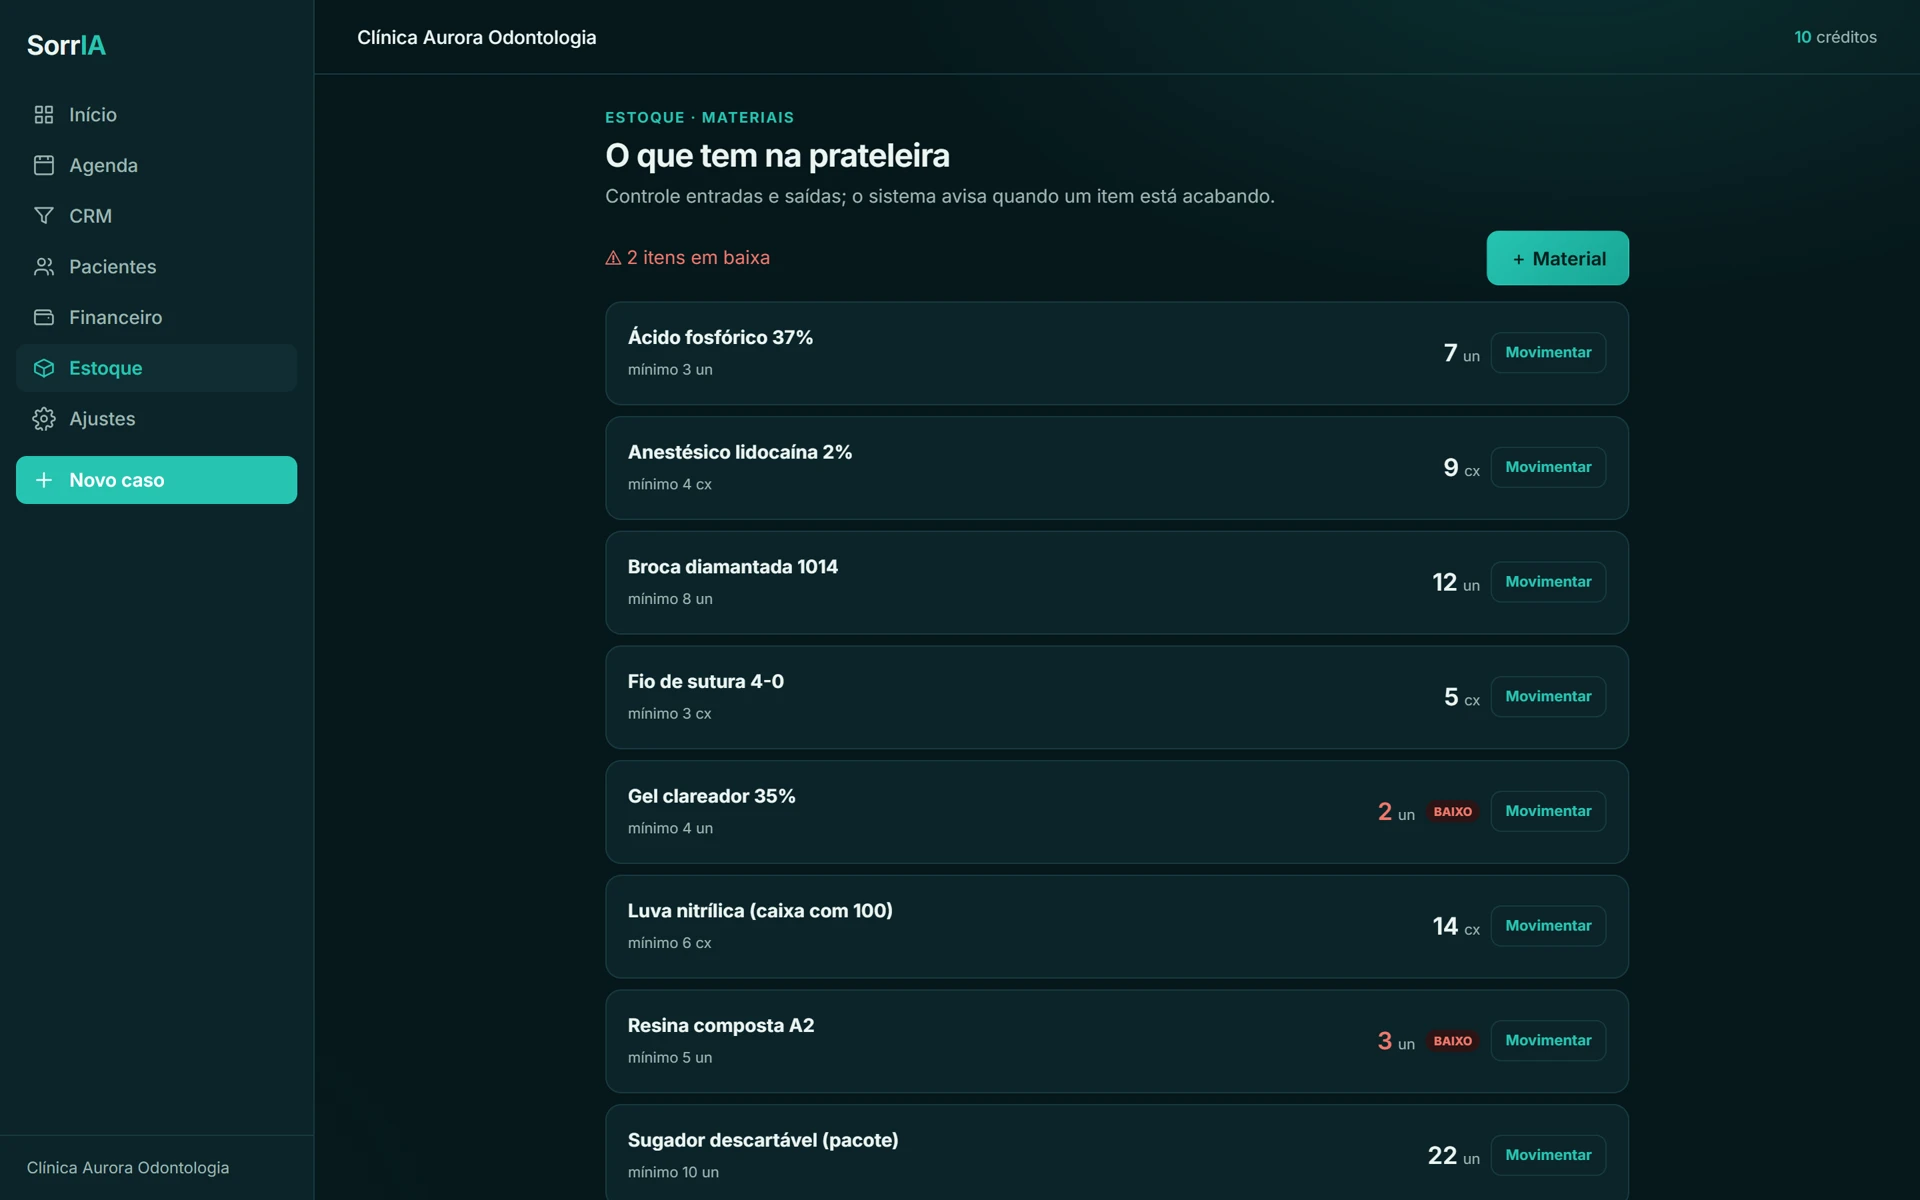 SorrIA
Início
Agenda
CRM
Pacientes
Financeiro
Estoque
Ajustes
+ Novo caso
Clínica Aurora Odontologia
Clínica Aurora Odontologia
10 créditos
ESTOQUE · MATERIAIS
O que tem na prateleira
Controle entradas e saídas; o sistema avisa quando um item está acabando.
⚠ 2 itens em baixa
+ Material
Ácido fosfórico 37%
mínimo 3 un
7 un Movimentar
Anestésico lidocaína 2%
mínimo 4 cx
9 cx Movimentar
Broca diamantada 1014
mínimo 8 un
12 un Movimentar
Fio de sutura 4-0
mínimo 3 cx
5 cx Movimentar
Gel clareador 35%
mínimo 4 un
2 un BAIXO Movimentar
Luva nitrílica (caixa com 100)
mínimo 6 cx
14 cx Movimentar
Resina composta A2
mínimo 5 un
3 un BAIXO Movimentar
Sugador descartável (pacote)
mínimo 10 un
22 un Movimentar